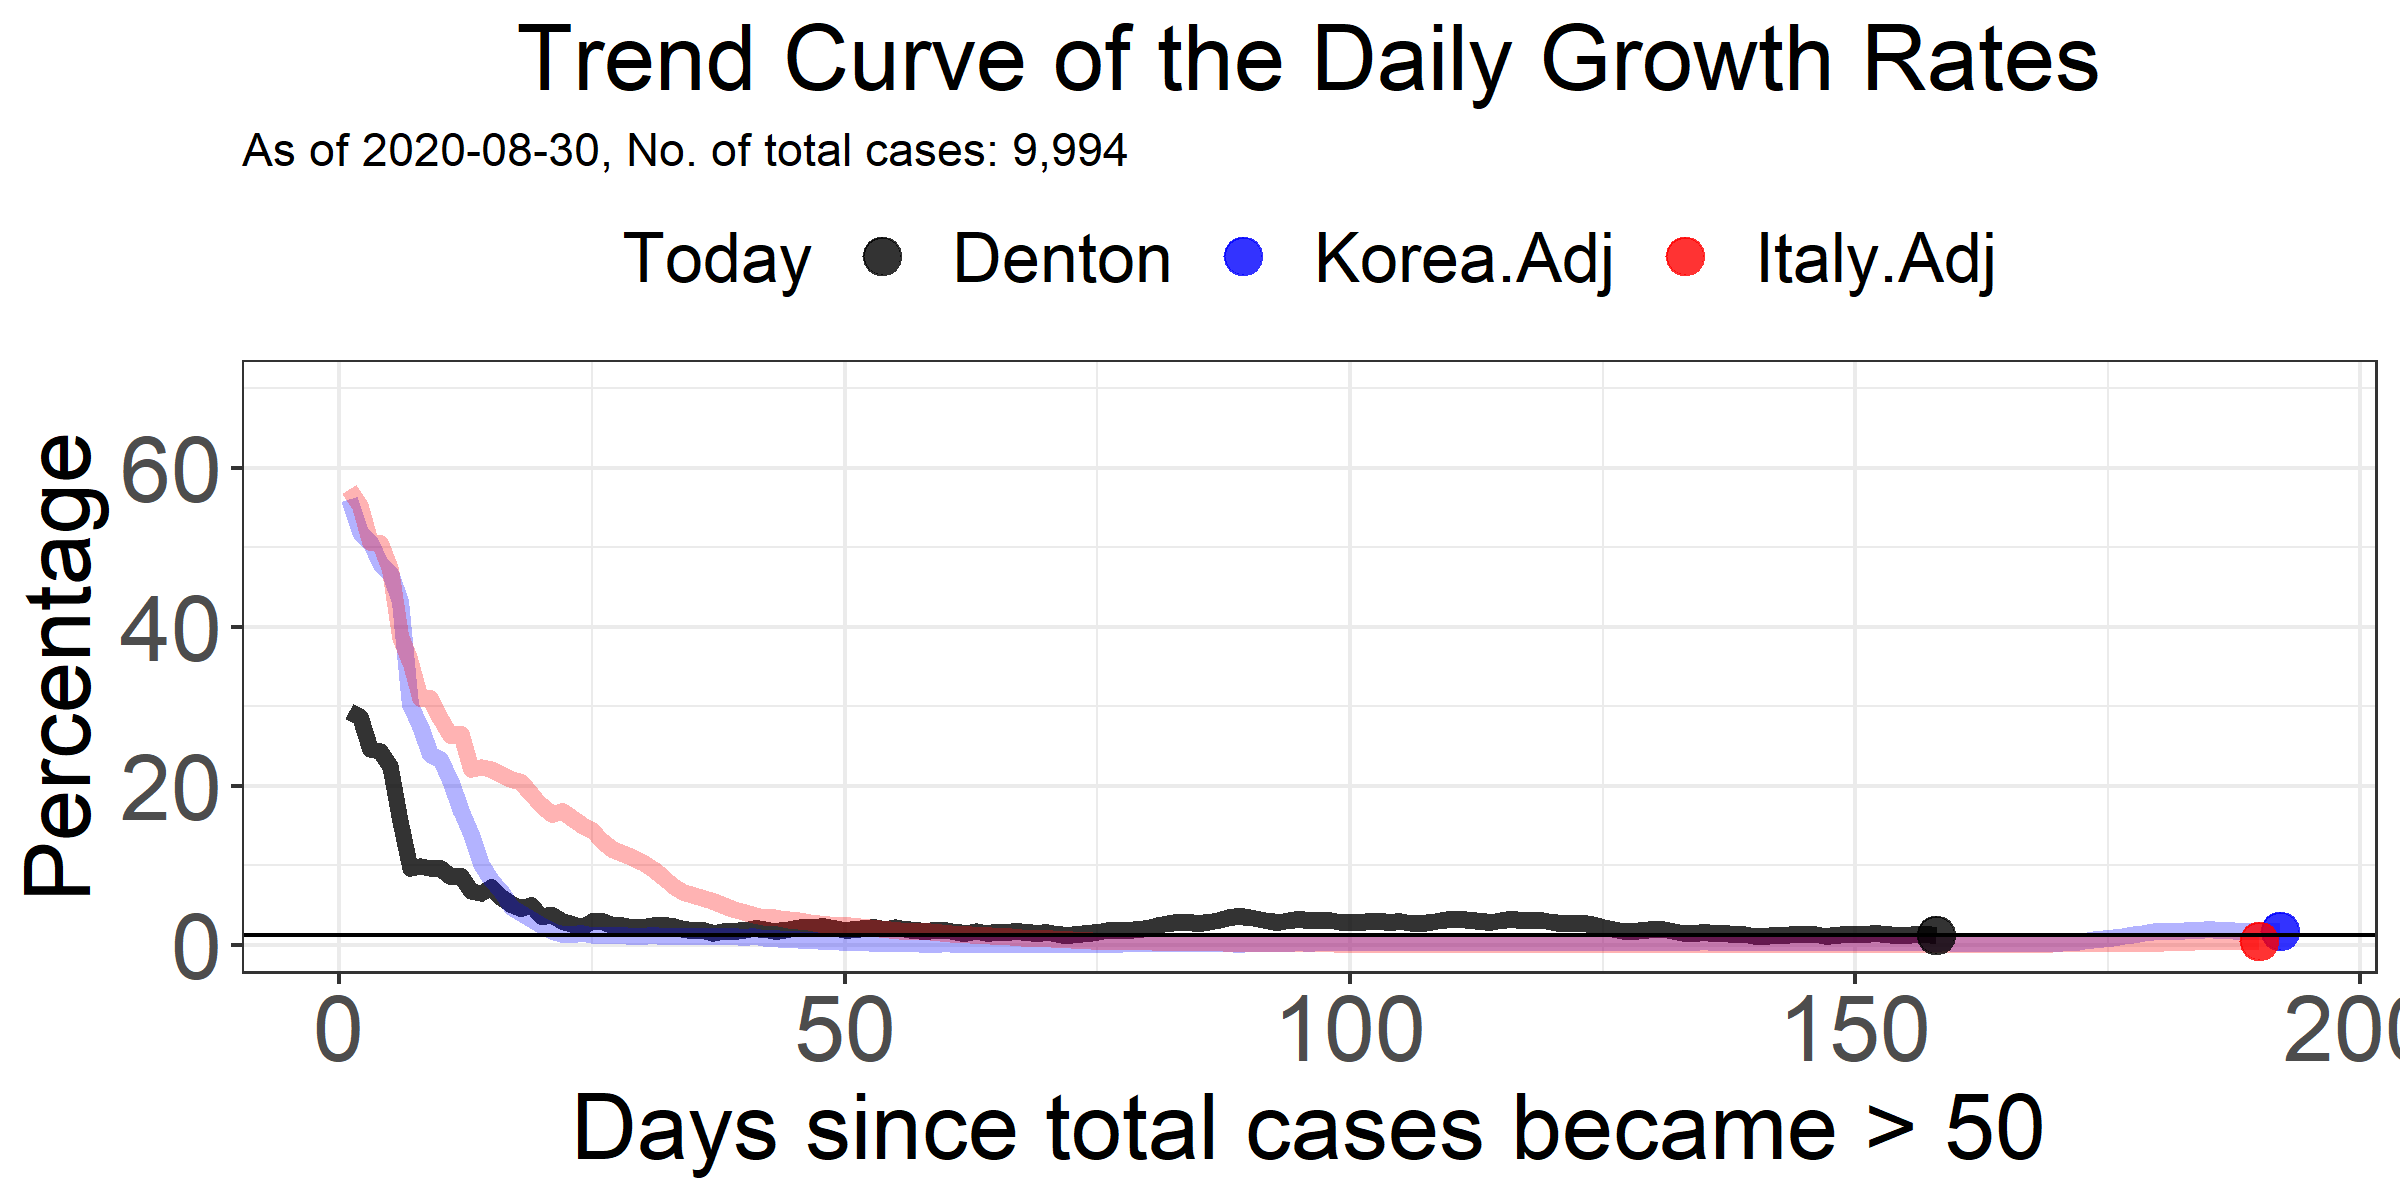 Trend Curve of the Daily Growth Rates
As of 2020-08-30, No. of total cases: 9,994
Today Denton Korea.Adj Italy.Adj
Percentage
60
40
20
0
0 50 100 150 200
Days since total cases became > 50